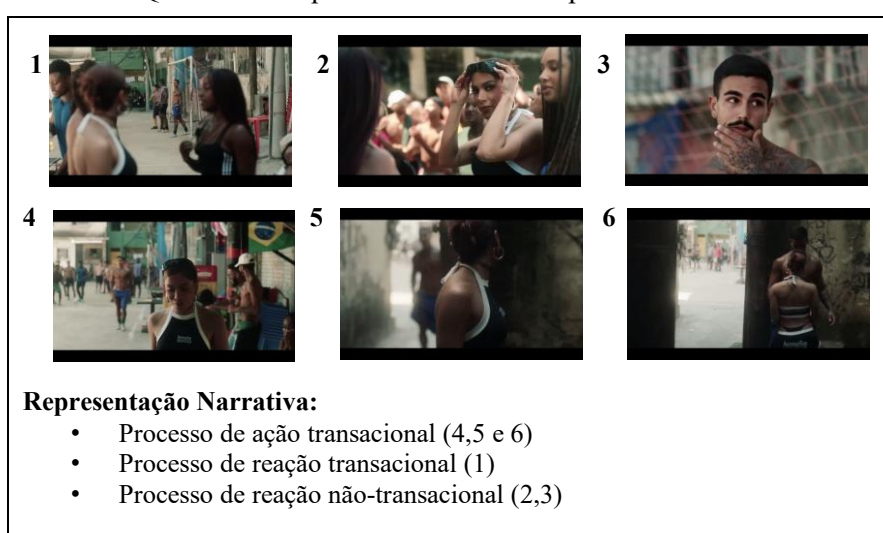 1
2
3
4
5
6
Representação Narrativa:
• Processo de ação transacional (4,5 e 6)
• Processo de reação transacional (1)
• Processo de reação não-transacional (2,3)